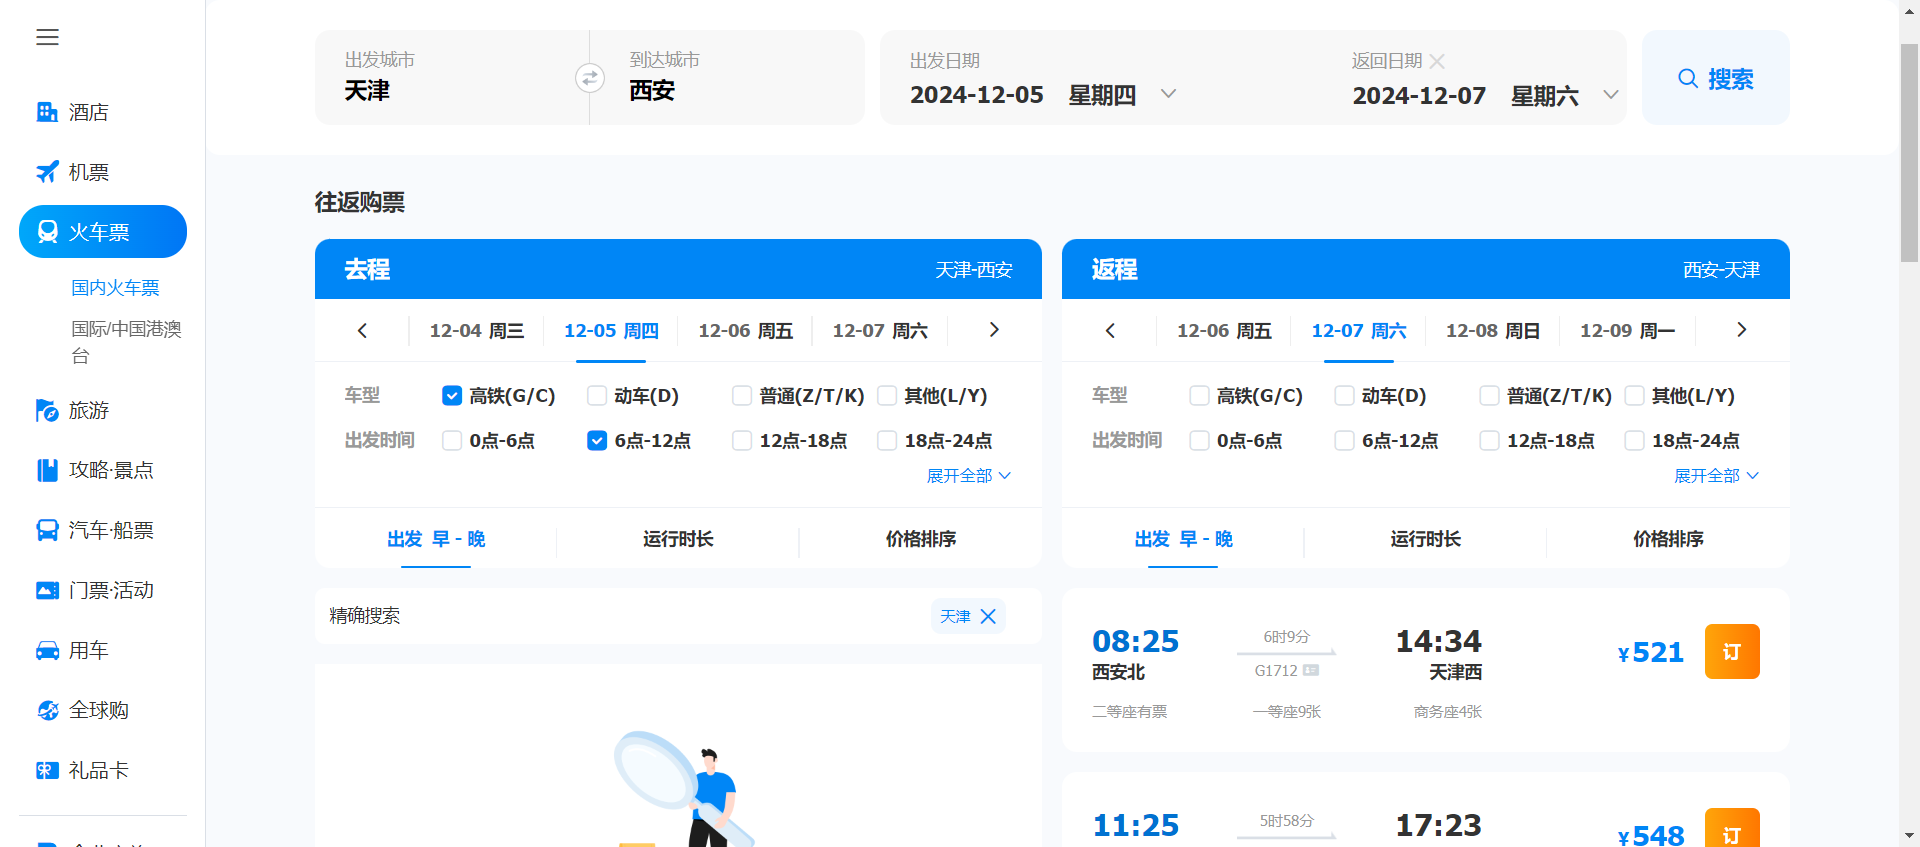 酒店
机票
火车票
国内火车票
国际/中国港澳
台
旅游
攻略·景点
汽车·船票
门票·活动
用车
全球购
礼品卡
出发城市
天津
到达城市
西安
出发日期
2024-12-05 星期四
返回日期
2024-12-07 星期六
搜索
往返购票
去程
天津-西安
12-04 周三
12-05 周四
12-06 周五
12-07 周六
车型
高铁(G/C)
动车(D)
普通(Z/T/K)
其他(L/Y)
出发时间
0点-6点
6点-12点
12点-18点
18点-24点
展开全部
出发 早 - 晚
运行时长
价格排序
精确搜索
天津
返程
西安-天津
12-06 周五
12-07 周六
12-08 周日
12-09 周一
车型
高铁(G/C)
动车(D)
普通(Z/T/K)
其他(L/Y)
出发时间
0点-6点
6点-12点
12点-18点
18点-24点
展开全部
出发 早 - 晚
运行时长
价格排序
08:25
西安北
6时9分
G1712
14:34
天津西
¥521
订
二等座有票
一等座9张
商务座4张
11:25
5时58分
17:23
¥548
订